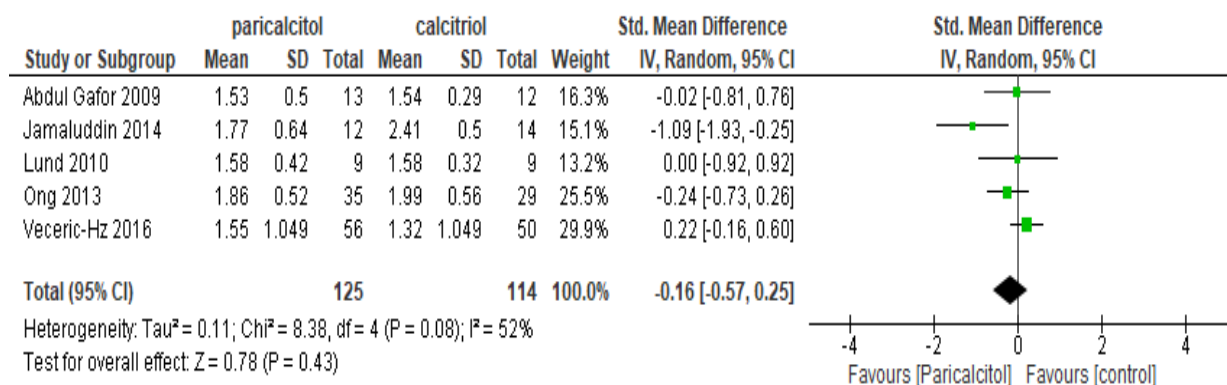 paricalcitol calcitriol Std. Mean Difference Std. Mean Difference
Study or Subgroup Mean SD Total Mean SD Total Weight IV, Random, 95% CI IV, Random, 95% CI
Abdul Gafor 2009 1.53 0.5 13 1.54 0.29 12 16.3% -0.02 [-0.81, 0.76]
Jamaluddin 2014 1.77 0.64 12 2.41 0.5 14 15.1% -1.09 [-1.93, -0.25]
Lund 2010 1.58 0.42 9 1.58 0.32 9 13.2% 0.00 [-0.92, 0.92]
Ong 2013 1.86 0.52 35 1.99 0.56 29 25.5% -0.24 [-0.73, 0.26]
Veceric-Hz 2016 1.55 1.049 56 1.32 1.049 50 29.9% 0.22 [-0.16, 0.60]
Total (95% CI) 125 114 100.0% -0.16 [-0.57, 0.25]
Heterogeneity: Tau² = 0.11; Chi² = 8.38, df = 4 (P = 0.08); I² = 52%
Test for overall effect: Z = 0.78 (P = 0.43)
-4 -2 0 2 4
Favours [Paricalcitol] Favours [control]